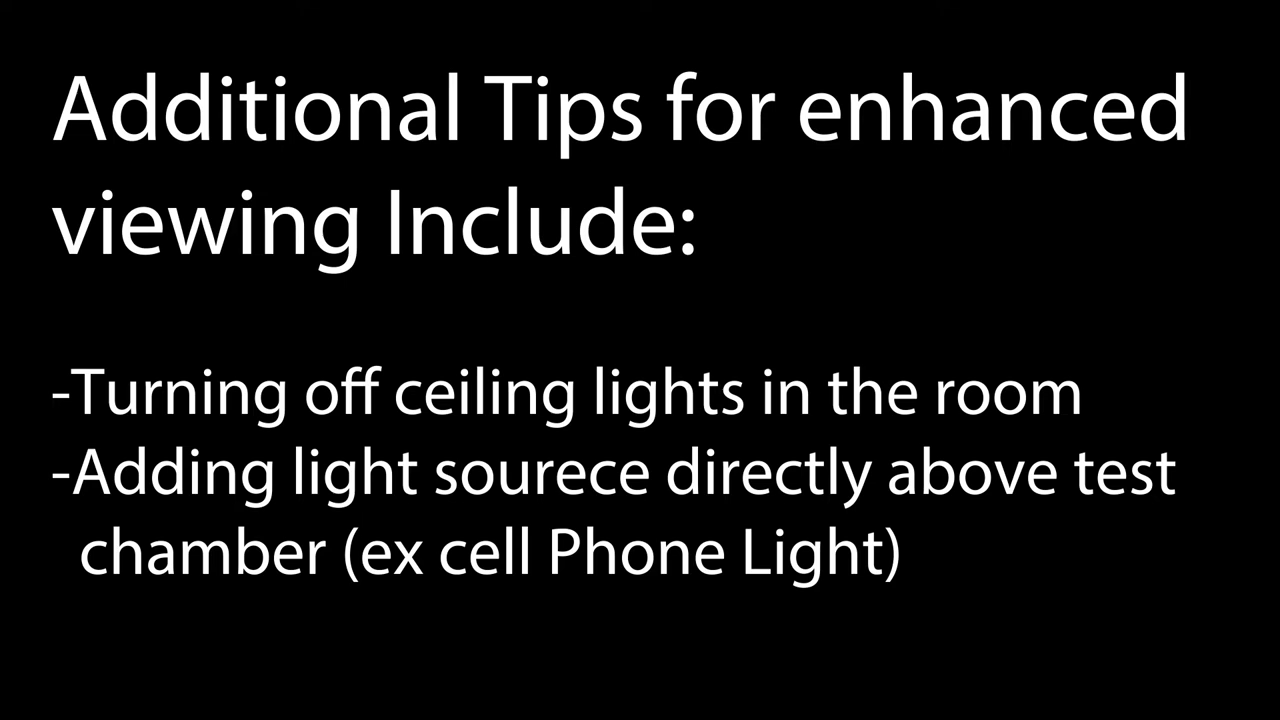 Additional Tips for enhanced
viewing Include:
-Turning off ceiling lights in the room
-Adding light sourece directly above test
chamber (ex cell Phone Light)